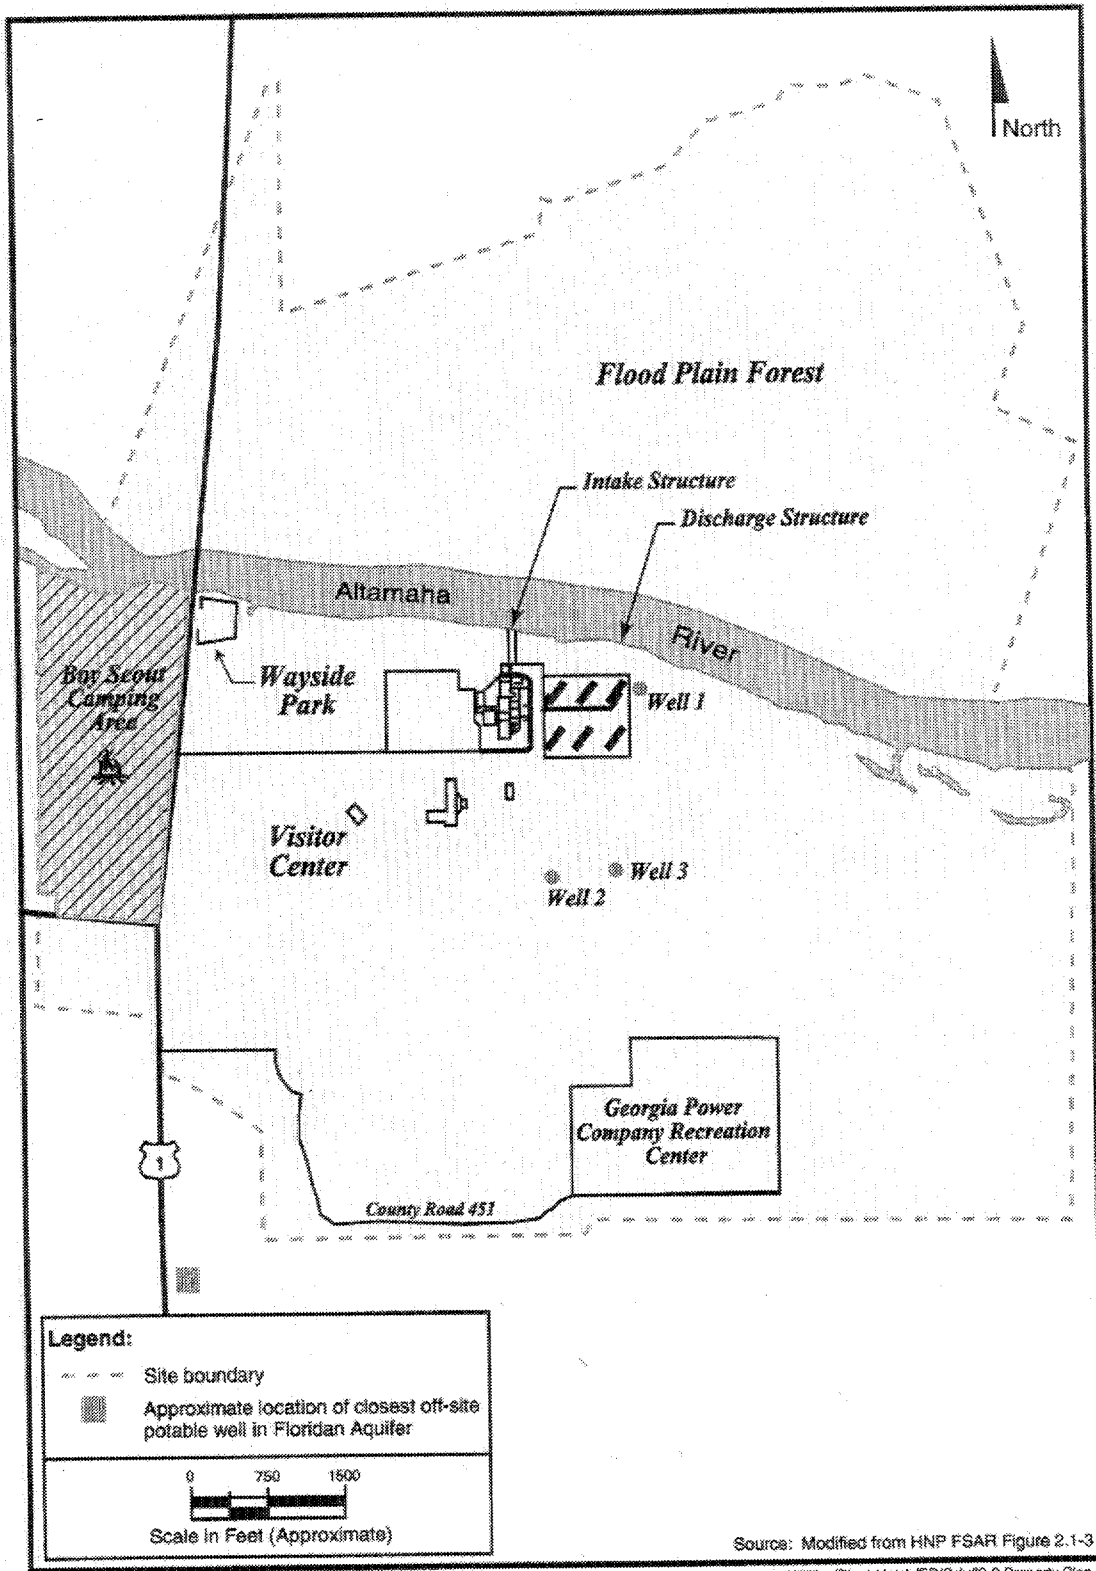 North
Flood Plain Forest
Intake Structure
Discharge Structure
Altamaha
River
Boy Scout
Camping
Area
Wayside
Park
Well 1
Visitor
Center
Well 3
Well 2
Georgia Power
Company Recreation
Center
1
County Road 451
Legend:
Site boundary
Approximate location of closest off-site
potable well in Floridan Aquifer
0 750 1500
Scale in Feet (Approximate)
Source: Modified from HNP FSAR Figure 2.1-3